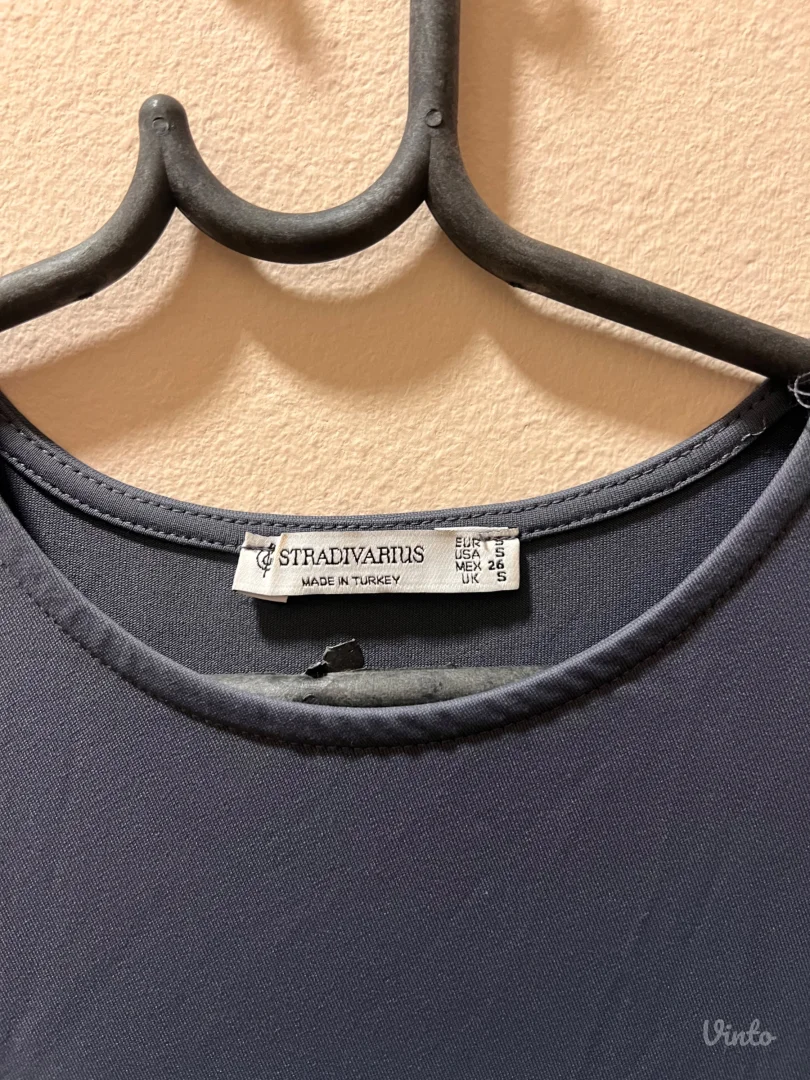 STRADIVARIUS
MADE IN TURKEY
EUR S
USA S
MEX 26
UK S
Vinto